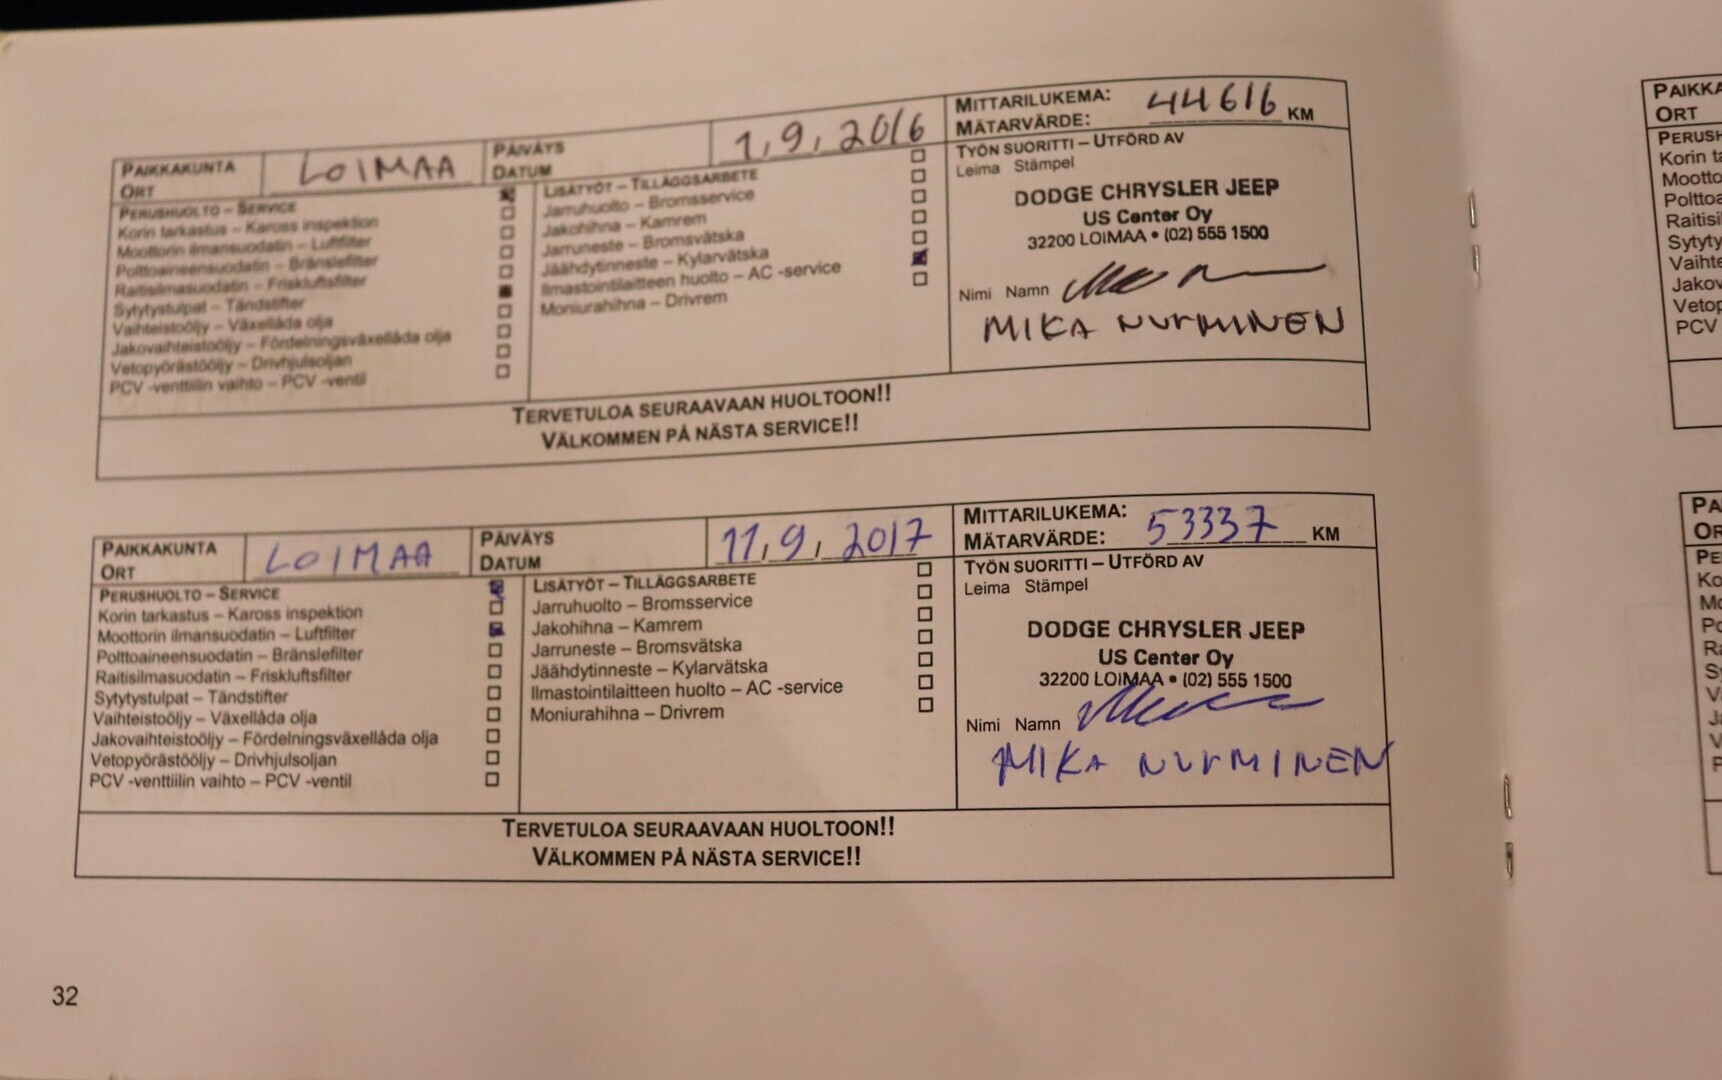 PAIKKAKUNTA
ORT
LOIMAA
PÄIVÄYS
DATUM
1,9,2016
MITTARILUKEMA:
MÄTARVÄRDE:
44616 KM
PERUSHUOLTO – SERVICE
Korin tarkastus – Kaross inspektion
Moottorin ilmansuodatin – Luftfilter
Polttoaineensuodatin – Bränslefilter
Raitisilmasuodatin – Friskluftsfilter
Sytytystulpat – Tändstifter
Vaihteistoöljy – Växellåda olja
Jakovaihteistoöljy – Fördelningsväxellåda olja
Vetopyörästööljy – Drivhjulsoljan
PCV -venttiilin vaihto – PCV -ventil
LISÄTYÖT – TILLÄGGSARBETE
Jarruhuolto – Bromsservice
Jakohihna – Kamrem
Jarruneste – Bromsvätska
Jäähdytinneste – Kylarvätska
Ilmastointilaitteen huolto – AC -service
Moniurahihna – Drivrem
TYÖN SUORITTI – UTFÖRD AV
Leima Stämpel
DODGE CHRYSLER JEEP
US Center Oy
32200 LOIMAA • (02) 555 1500
Nimi Namn
MIKA NURMINEN
TERVETULOA SEURAAVAAN HUOLTOON!!
VÄLKOMMEN PÅ NÄSTA SERVICE!!
PAIKKAKUNTA
ORT
LOIMAA
PÄIVÄYS
DATUM
11,9,2017
MITTARILUKEMA:
MÄTARVÄRDE:
53337 KM
PERUSHUOLTO – SERVICE
Korin tarkastus – Kaross inspektion
Moottorin ilmansuodatin – Luftfilter
Polttoaineensuodatin – Bränslefilter
Raitisilmasuodatin – Friskluftsfilter
Sytytystulpat – Tändstifter
Vaihteistoöljy – Växellåda olja
Jakovaihteistoöljy – Fördelningsväxellåda olja
Vetopyörästööljy – Drivhjulsoljan
PCV -venttiilin vaihto – PCV -ventil
LISÄTYÖT – TILLÄGGSARBETE
Jarruhuolto – Bromsservice
Jakohihna – Kamrem
Jarruneste – Bromsvätska
Jäähdytinneste – Kylarvätska
Ilmastointilaitteen huolto – AC -service
Moniurahihna – Drivrem
TYÖN SUORITTI – UTFÖRD AV
Leima Stämpel
DODGE CHRYSLER JEEP
US Center Oy
32200 LOIMAA • (02) 555 1500
Nimi Namn
MIKA NURMINEN
TERVETULOA SEURAAVAAN HUOLTOON!!
VÄLKOMMEN PÅ NÄSTA SERVICE!!
32
ORT
PCV